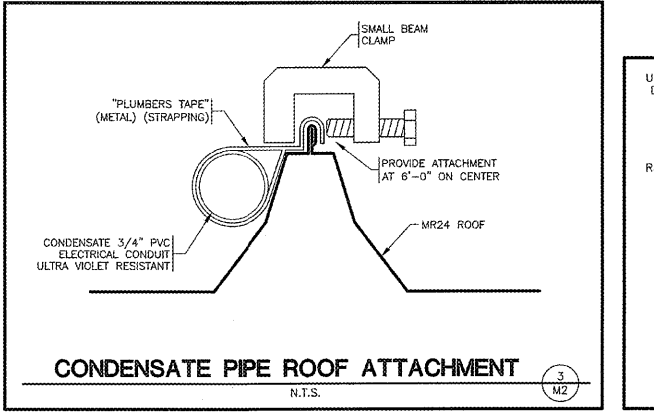 SMALL BEAM
CLAMP
"PLUMBERS TAPE"
(METAL) (STRAPPING)
PROVIDE ATTACHMENT
AT 6'-0" ON CENTER
MR24 ROOF
CONDENSATE 3/4" PVC
ELECTRICAL CONDUIT
ULTRA VIOLET RESISTANT
CONDENSATE PIPE ROOF ATTACHMENT
N.T.S.
3
M2
U
D
R